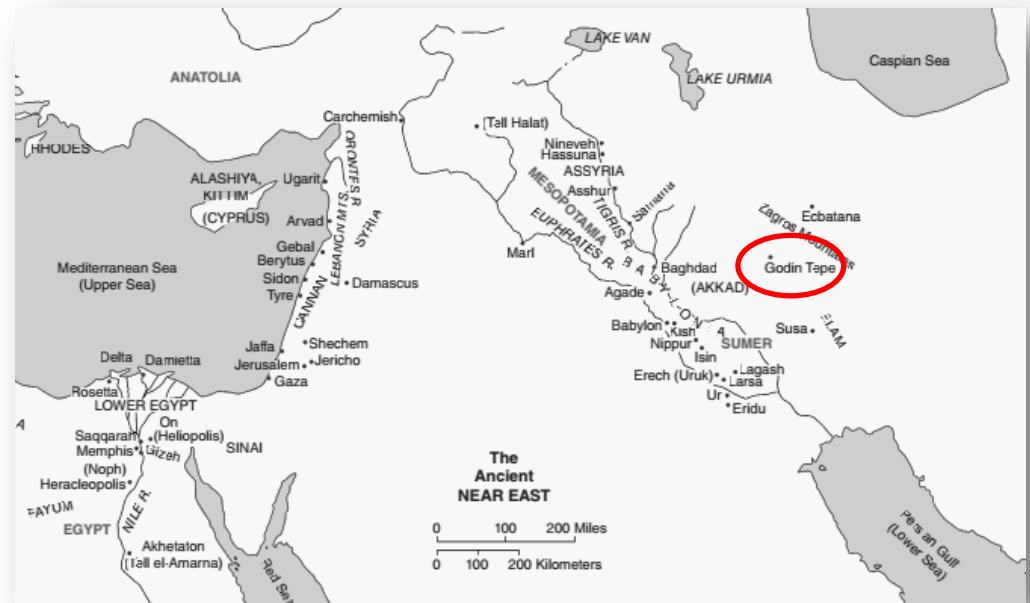 LAKE VAN
Caspian Sea
ANATOLIA
LAKE URMIA
Carchemish
(Tell Halat)
RHODES
ORONTES R.
Nineveh
Hassuna
ASSYRIA
ALASHIYA,
KITTIM
(CYPRUS)
Ugarit
MESOPOTAMIA
Asshur
TIGRIS R.
Samarra
Zagros Mountains
Ecbatana
Arvad
LEBANON MTS.
SYRIA
EUPHRATES R.
Gebal
Berytus
Mari
Mediterranean Sea
(Upper Sea)
Sidon
Damascus
Tyre
CANNAN
BABYLONIA
Baghdad
(AKKAD)
Godin Tepe
Agade
Babylon
Kish
SUMER
Susa
ELAM
Nippur
Isin
Jaffa
Shechem
Jerusalem
Jericho
Gaza
Erech (Uruk)
Lagash
Larsa
Ur
Eridu
Delta
Damietta
Rosetta
LOWER EGYPT
On
(Heliopolis)
Saqqarah
Memphis
Gizeh
SINAI
(Noph)
Heracleopolis
FAYUM
EGYPT
NILE R.
Akhetaton
(Tell el-Amarna)
Red Sea
The
Ancient
NEAR EAST
0 100 200 Miles
0 100 200 Kilometers
Persian Gulf
(Lower Sea)